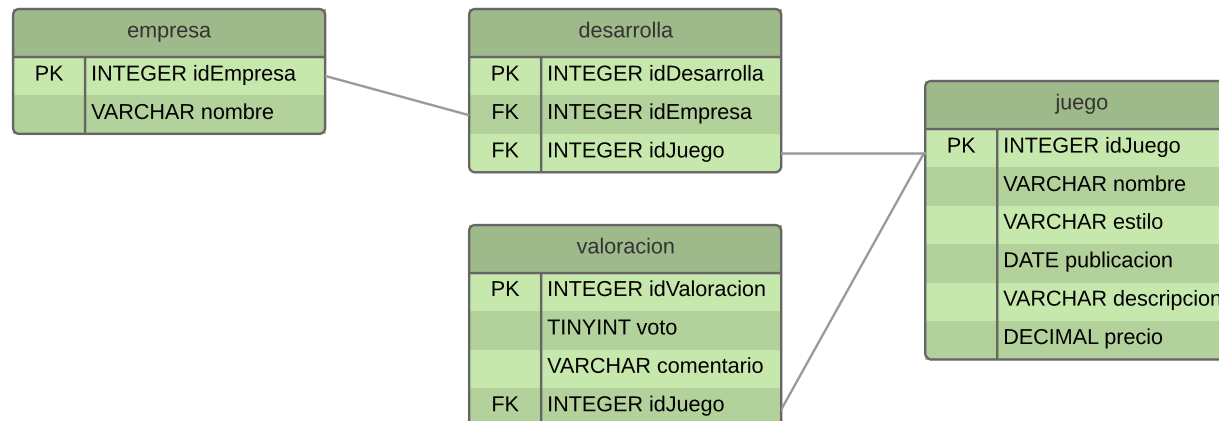 empresa
PK INTEGER idEmpresa
VARCHAR nombre
desarrolla
PK INTEGER idDesarrolla
FK INTEGER idEmpresa
FK INTEGER idJuego
valoracion
PK INTEGER idValoracion
TINYINT voto
VARCHAR comentario
FK INTEGER idJuego
juego
PK INTEGER idJuego
VARCHAR nombre
VARCHAR estilo
DATE publicacion
VARCHAR descripcion
DECIMAL precio